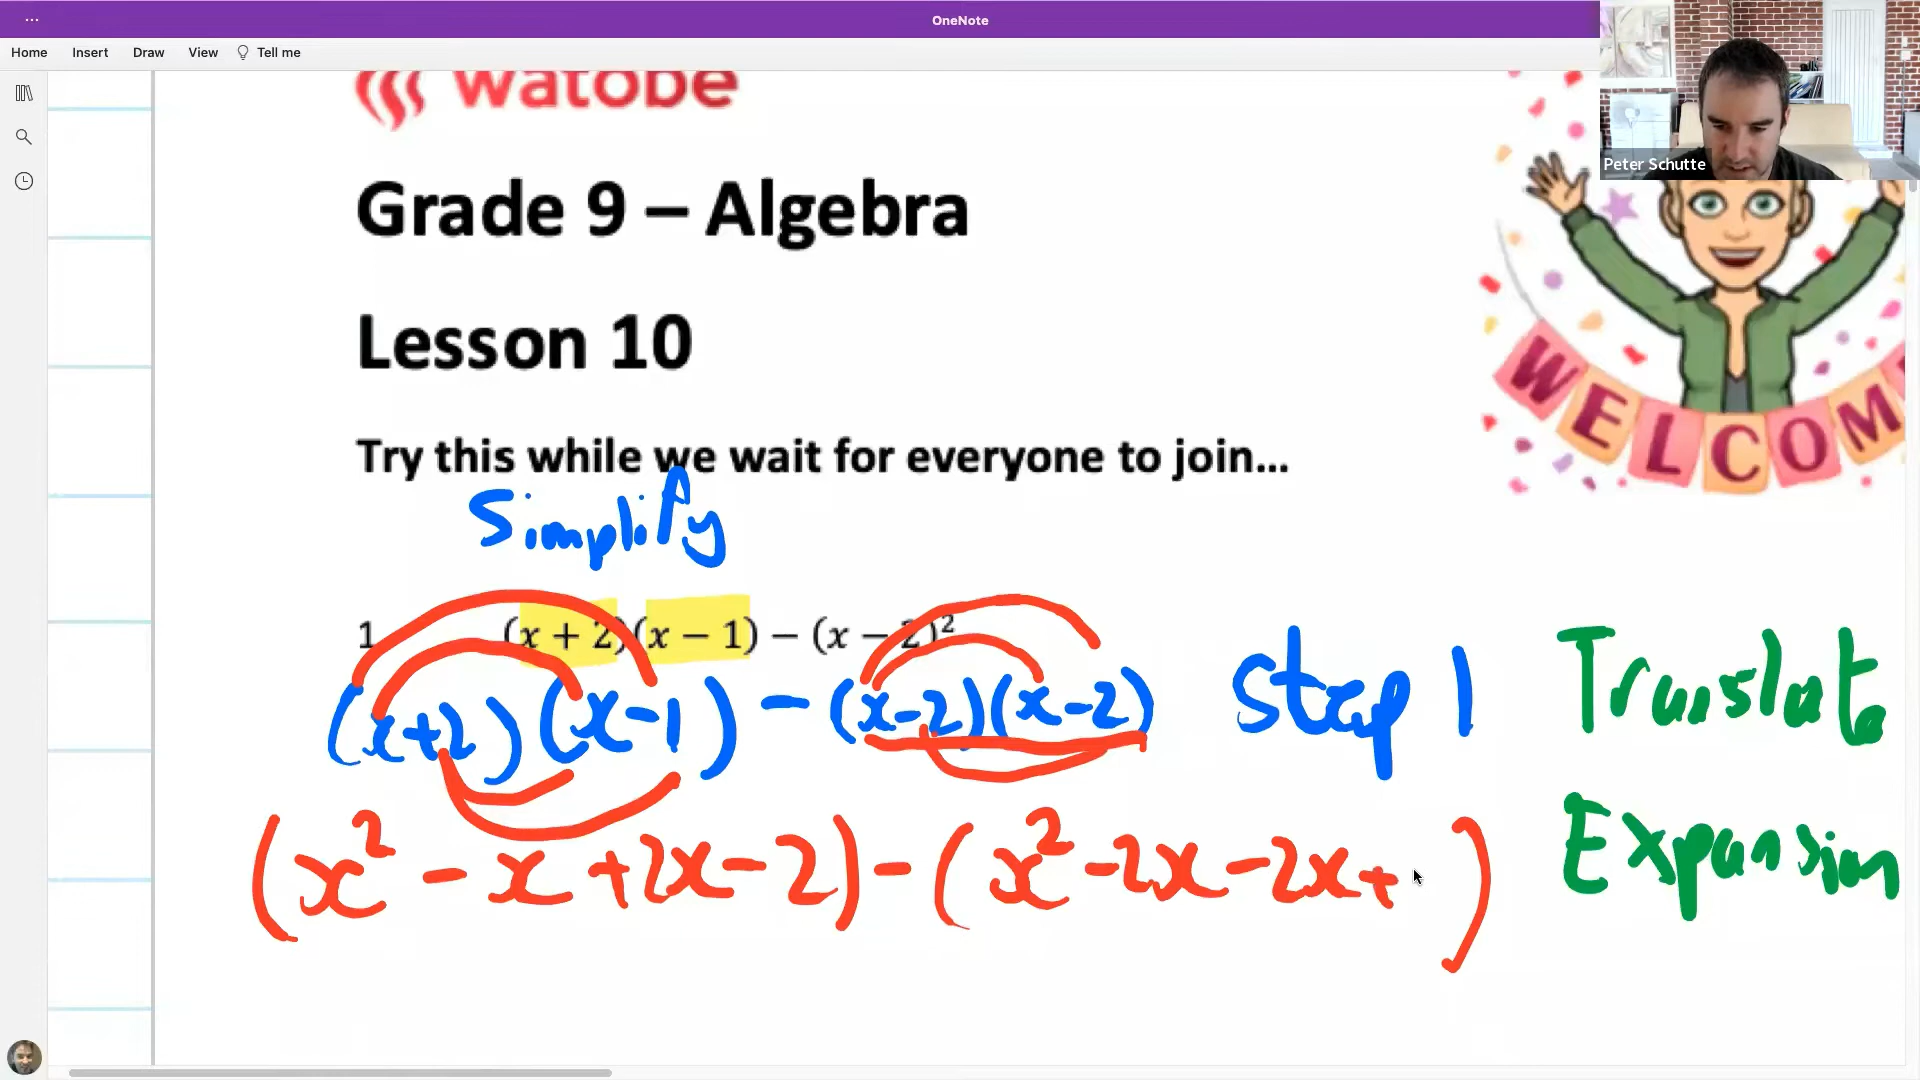 OneNote
Home Insert Draw View Tell me
watobe
Peter Schutte
Grade 9 – Algebra
Lesson 10
WELCOM
Try this while we wait for everyone to join...
Simplify
1 (x + 2)(x − 1) − (x − 2)²
(x+2)(x-1) - (x-2)(x-2) Step 1 Translate
(x² - x + 2x - 2) - (x² - 2x - 2x + ) Expansion